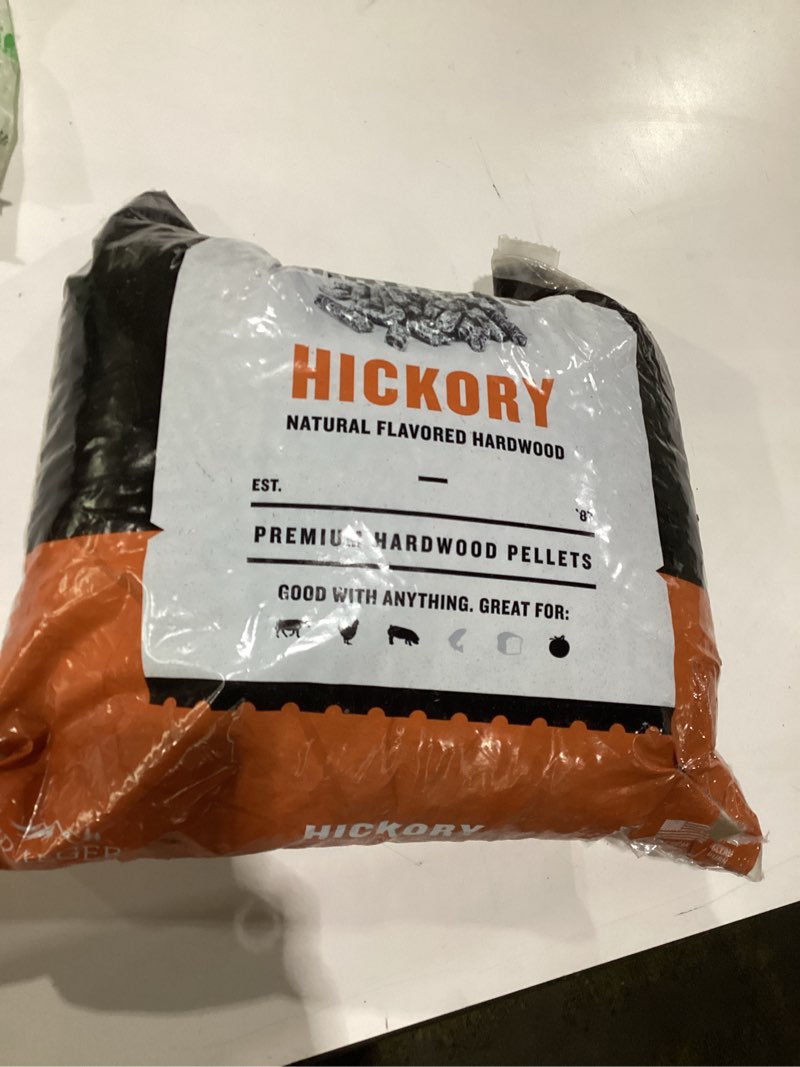 HICKORY
NATURAL FLAVORED HARDWOOD
EST.
PREMIUM HARDWOOD PELLETS
GOOD WITH ANYTHING. GREAT FOR:
HICKORY